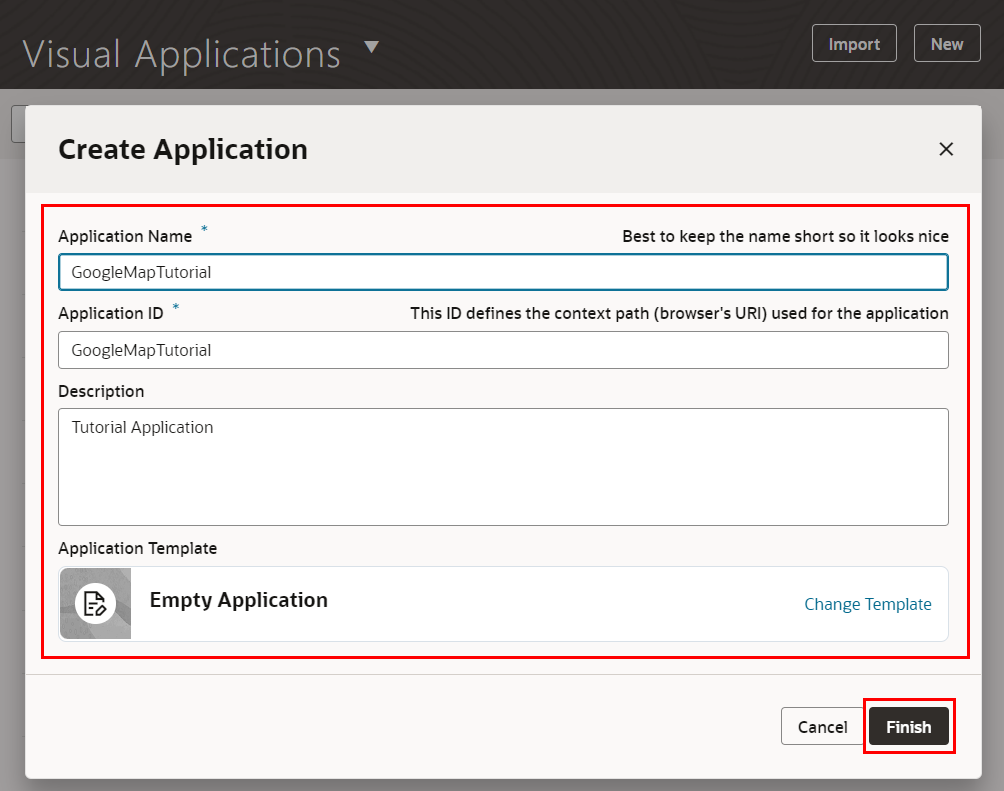 Visual Applications
Import
New
Create Application
Application Name *
Best to keep the name short so it looks nice
GoogleMapTutorial
Application ID *
This ID defines the context path (browser's URI) used for the application
GoogleMapTutorial
Description
Tutorial Application
Application Template
Empty Application
Change Template
Cancel
Finish